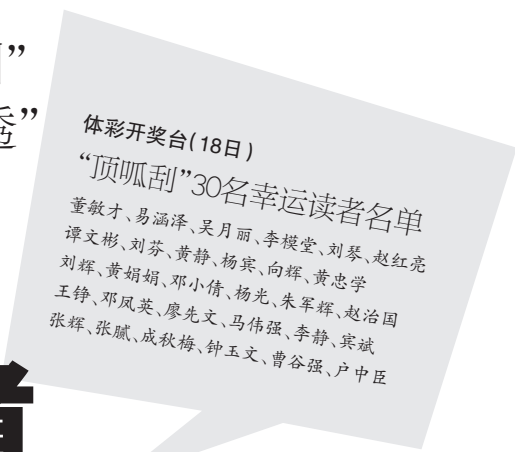 ”
”
体彩开奖台(18日)
“顶呱刮”30名幸运读者名单
董敏才、易涵泽、吴月丽、李模堂、刘琴、赵红亮
谭文彬、刘芬、黄静、杨宾、向辉、黄忠学
刘辉、黄娟娟、邓小倩、杨光、朱军辉、赵治国
王铮、邓凤英、廖先文、马伟强、李静、宾斌
张辉、张腻、成秋梅、钟玉文、曹谷强、户中臣